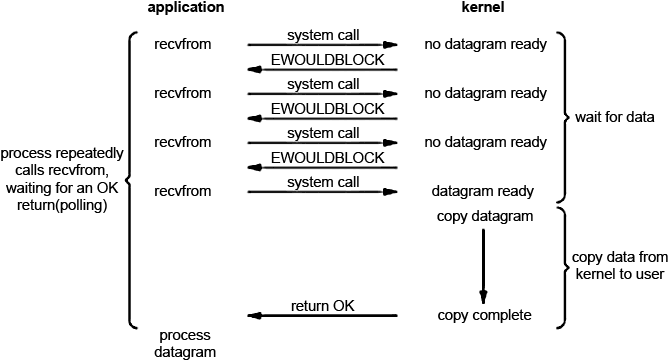 application kernel
recvfrom system call no datagram ready
EWOULDBLOCK
recvfrom system call no datagram ready
EWOULDBLOCK
recvfrom system call no datagram ready
EWOULDBLOCK
recvfrom system call datagram ready
wait for data
process repeatedly
calls recvfrom,
waiting for an OK
return(polling)
copy datagram
copy data from
kernel to user
return OK copy complete
process
datagram